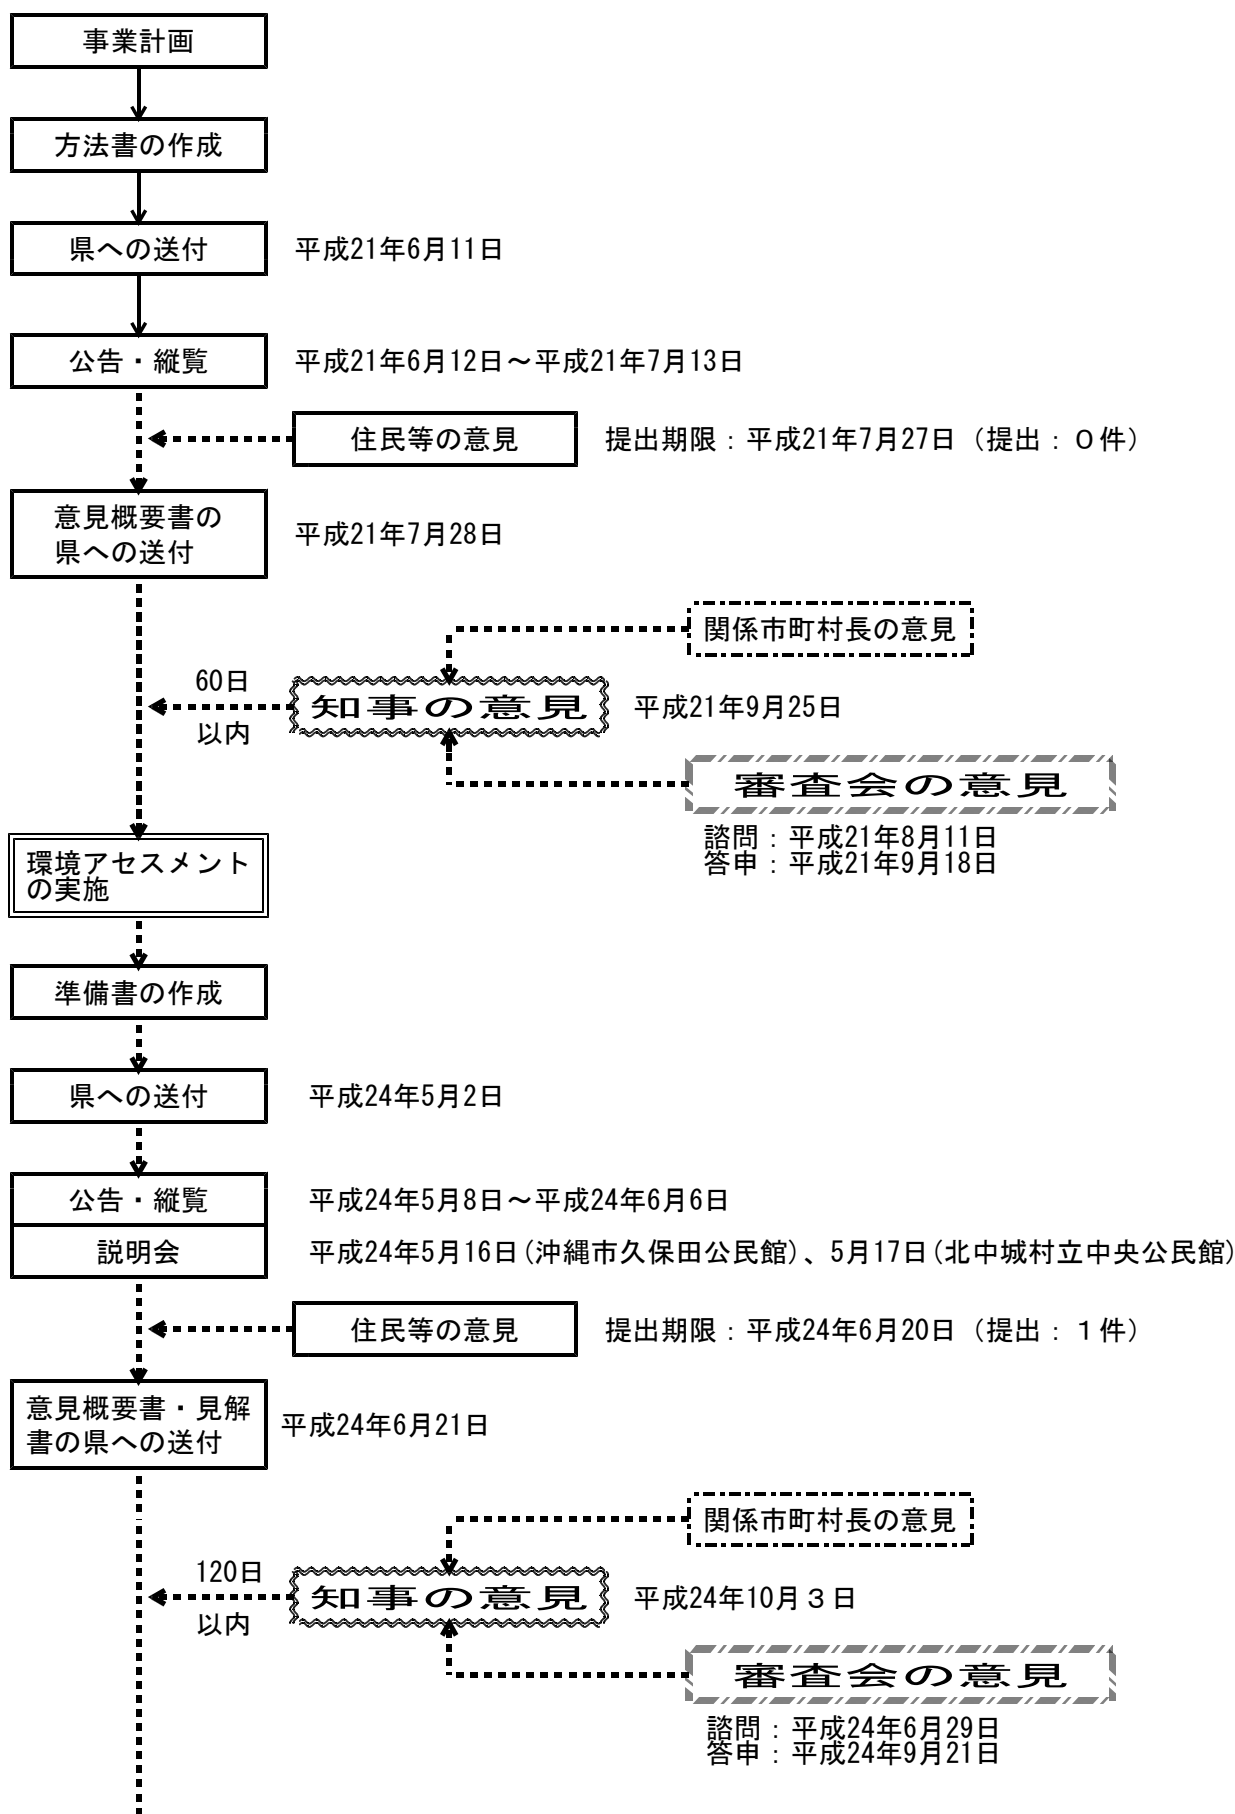 事業計画
方法書の作成
県への送付
平成21年6月11日
公告・縦覧
平成21年6月12日～平成21年7月13日
住民等の意見
提出期限：平成21年7月27日（提出：０件）
意見概要書の
県への送付
平成21年7月28日
関係市町村長の意見
60日
以内
知事の意見
平成21年9月25日
審査会の意見
諮問：平成21年8月11日
答申：平成21年9月18日
環境アセスメント
の実施
準備書の作成
県への送付
平成24年5月2日
公告・縦覧
平成24年5月8日～平成24年6月6日
説明会
平成24年5月16日(沖縄市久保田公民館)、5月17日(北中城村立中央公民館)
住民等の意見
提出期限：平成24年6月20日（提出：１件）
意見概要書・見解
書の県への送付
平成24年6月21日
関係市町村長の意見
120日
以内
知事の意見
平成24年10月３日
審査会の意見
諮問：平成24年6月29日
答申：平成24年9月21日